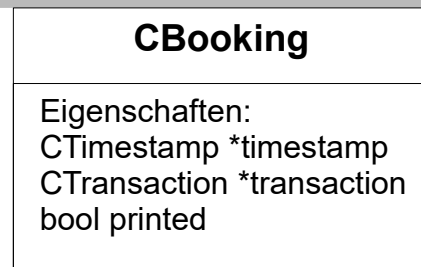 CBooking
Eigenschaften:
CTimestamp *timestamp
CTransaction *transaction
bool printed